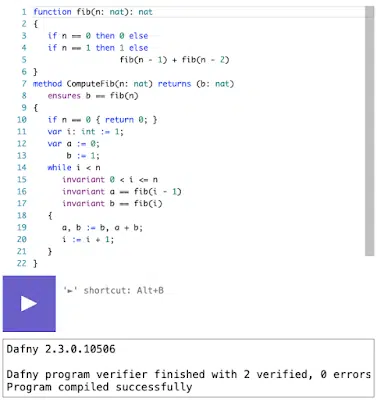 1 function fib(n: nat): nat
2 {
3 if n == 0 then 0 else
4 if n == 1 then 1 else
5 fib(n - 1) + fib(n - 2)
6 }
7 method ComputeFib(n: nat) returns (b: nat)
8 ensures b == fib(n)
9 {
10 if n == 0 { return 0; }
11 var i: int := 1;
12 var a := 0;
13 b := 1;
14 while i < n
15 invariant 0 < i <= n
16 invariant a == fib(i - 1)
17 invariant b == fib(i)
18 {
19 a, b := b, a + b;
20 i := i + 1;
21 }
22 }
'►' shortcut: Alt+B
Dafny 2.3.0.10506
Dafny program verifier finished with 2 verified, 0 errors
Program compiled successfully